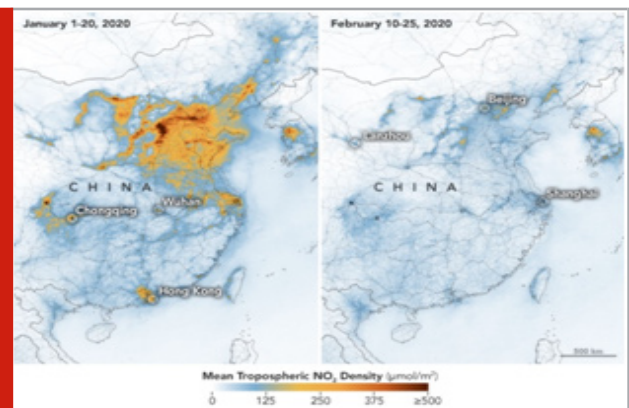 January 1-20, 2020
CHINA
Chongqing
Wuhan
Hong Kong
February 10-25, 2020
Beijing
Lanzhou
CHINA
Shanghai
500 km
Mean Tropospheric NO₂ Density (μmol/m²)
0 125 250 375 ≥500